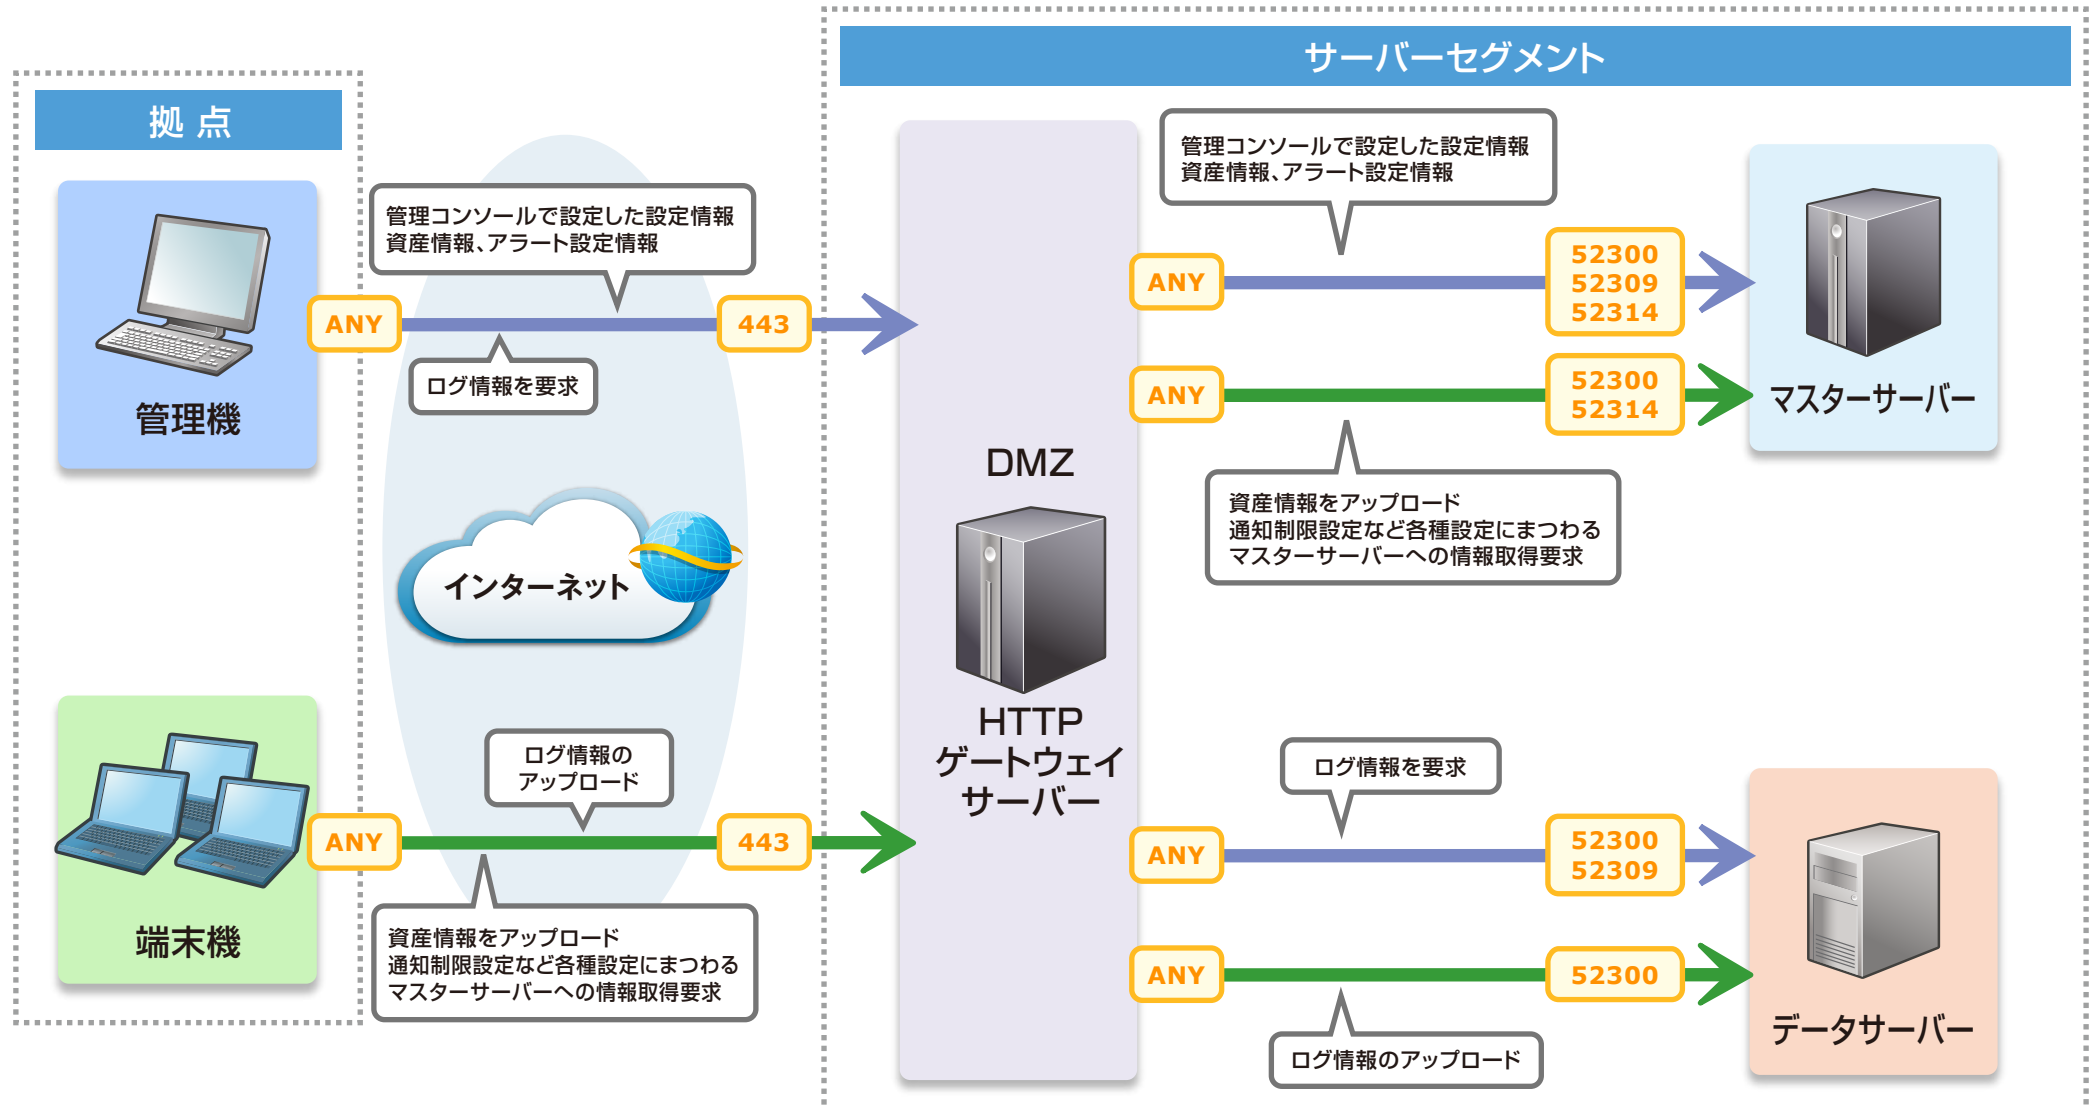 サーバーセグメント
拠 点
管理コンソールで設定した設定情報
資産情報、アラート設定情報
ANY
443
ログ情報を要求
管理機
インターネット
ログ情報の
アップロード
ANY
443
資産情報をアップロード
通知制限設定など各種設定にまつわる
マスターサーバーへの情報取得要求
端末機
DMZ
HTTP
ゲートウェイ
サーバー
管理コンソールで設定した設定情報
資産情報、アラート設定情報
ANY
52300
52309
52314
ANY
52300
52314
資産情報をアップロード
通知制限設定など各種設定にまつわる
マスターサーバーへの情報取得要求
マスターサーバー
ログ情報を要求
ANY
52300
52309
ANY
52300
ログ情報のアップロード
データサーバー